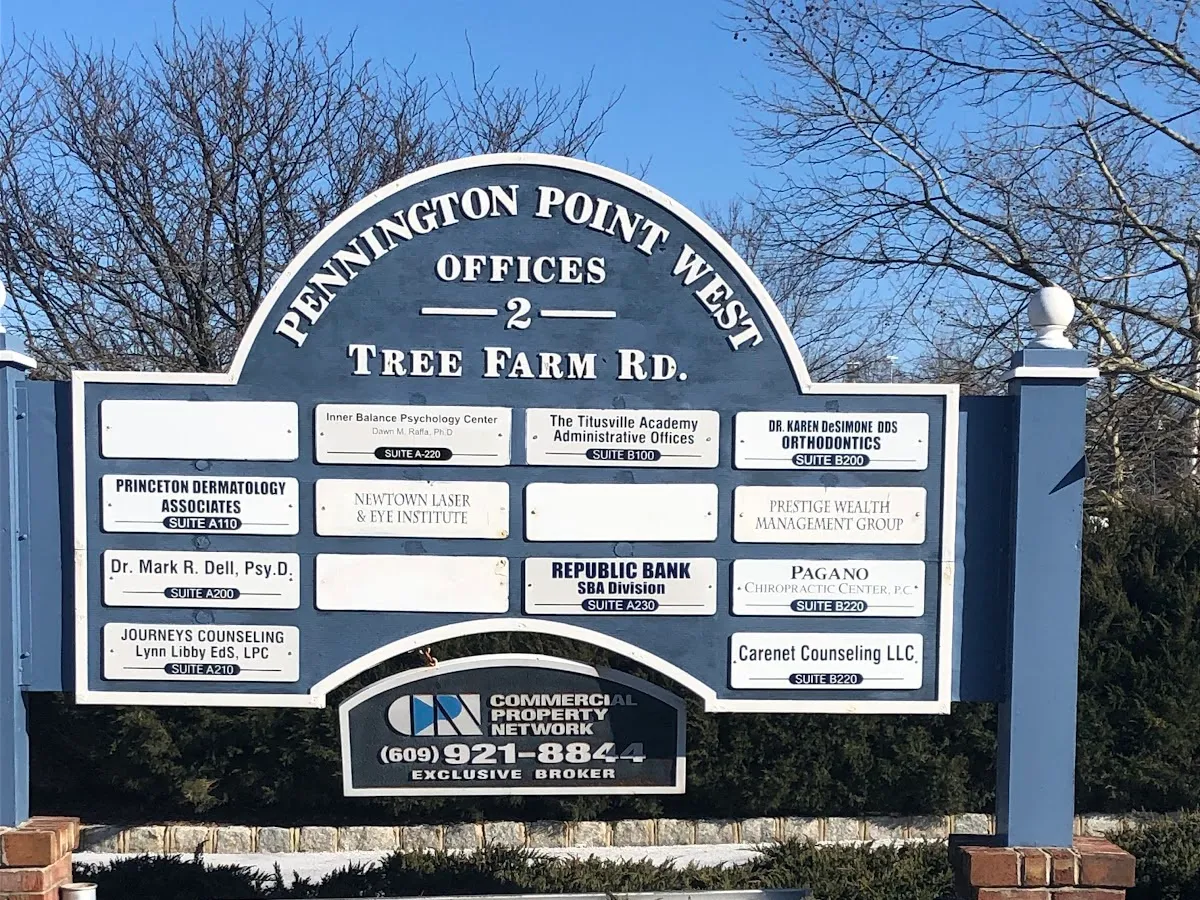 PENNINGTON POINT WEST
OFFICES
2
TREE FARM RD.
Inner Balance Psychology Center
Dawn M. Raffa, Ph.D
SUITE A-220
The Titusville Academy
Administrative Offices
SUITE B100
DR. KAREN DeSIMONE DDS
ORTHODONTICS
SUITE B200
PRINCETON DERMATOLOGY
ASSOCIATES
SUITE A110
NEWTOWN LASER
& EYE INSTITUTE
PRESTIGE WEALTH
MANAGEMENT GROUP
Dr. Mark R. Dell, Psy.D.
SUITE A200
REPUBLIC BANK
SBA Division
SUITE A230
PAGANO
CHIROPRACTIC CENTER, P.C.
SUITE B220
JOURNEYS COUNSELING
Lynn Libby EdS, LPC
SUITE A210
Carenet Counseling LLC
SUITE B220
CPN
COMMERCIAL
PROPERTY
NETWORK
(609) 921-8844
EXCLUSIVE BROKER